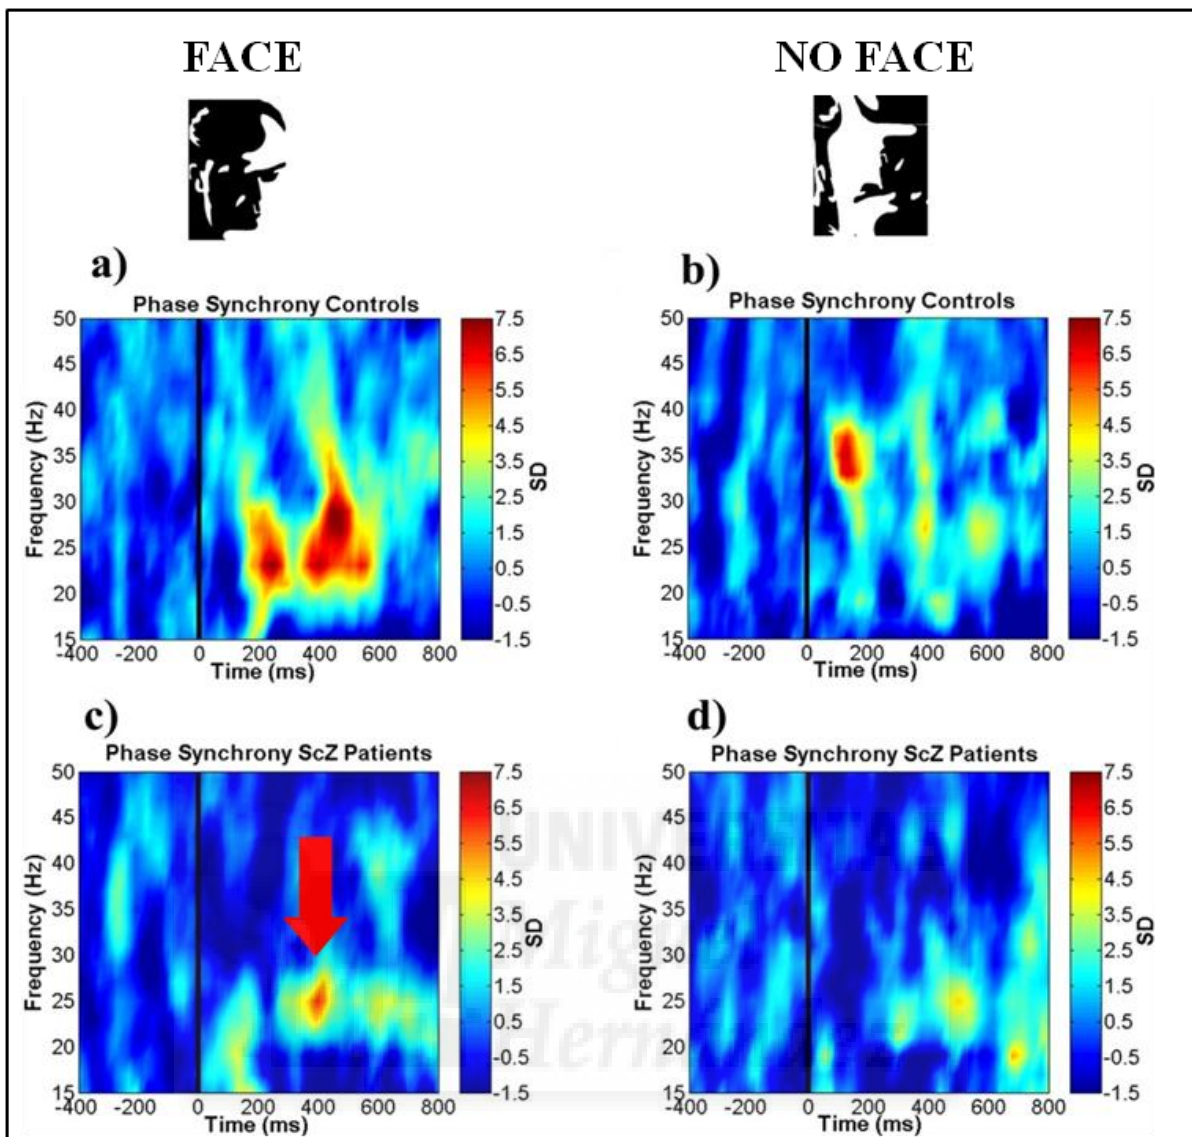 FACE
NO FACE
a)
b)
Phase Synchrony Controls
50
45
40
35
30
25
20
15
Frequency (Hz)
-400 -200 0 200 400 600 800
Time (ms)
7.5
6.5
5.5
4.5
3.5
2.5
1.5
0.5
-0.5
-1.5
SD
Phase Synchrony Controls
50
45
40
35
30
25
20
15
Frequency (Hz)
-400 -200 0 200 400 600 800
Time (ms)
7.5
6.5
5.5
4.5
3.5
2.5
1.5
0.5
-0.5
-1.5
SD
c)
d)
Phase Synchrony ScZ Patients
50
45
40
35
30
25
20
15
Frequency (Hz)
-400 -200 0 200 400 600 800
Time (ms)
7.5
6.5
5.5
4.5
3.5
2.5
1.5
0.5
-0.5
-1.5
SD
Phase Synchrony ScZ Patients
50
45
40
35
30
25
20
15
Frequency (Hz)
-400 -200 0 200 400 600 800
Time (ms)
7.5
6.5
5.5
4.5
3.5
2.5
1.5
0.5
-0.5
-1.5
SD
UNIVERSITAS
Miguel
Hernández